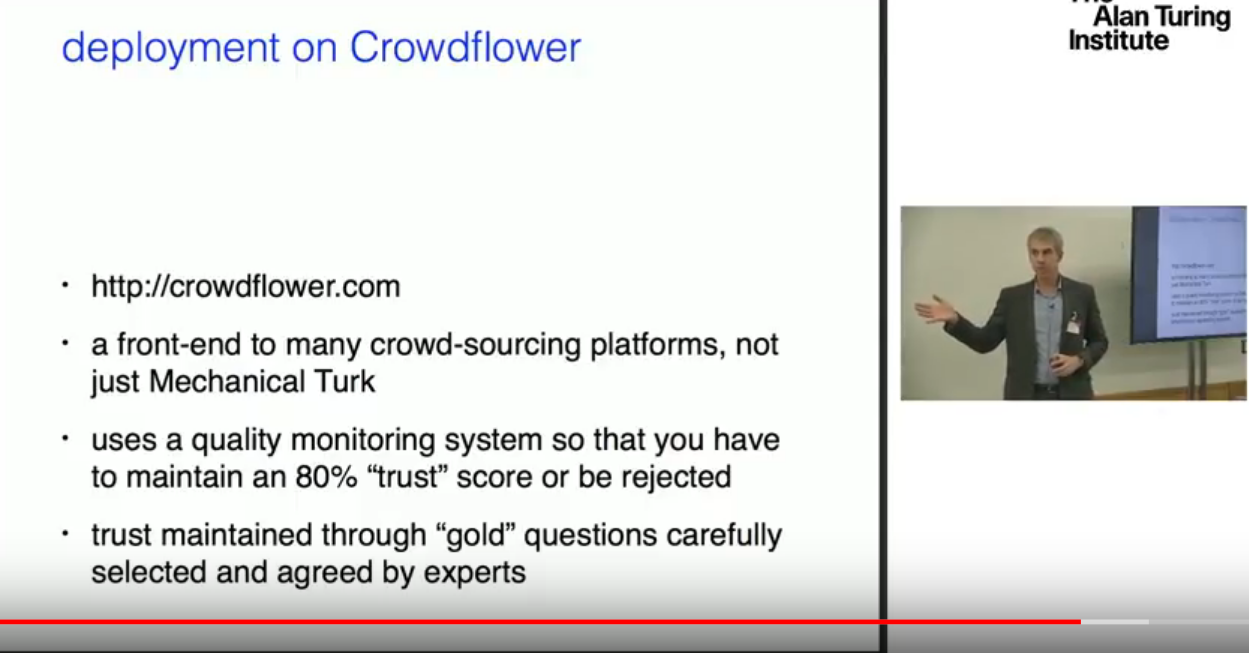 deployment on Crowdflower
The
Alan Turing
Institute
· http://crowdflower.com
· a front-end to many crowd-sourcing platforms, not
just Mechanical Turk
· uses a quality monitoring system so that you have
to maintain an 80% “trust” score or be rejected
· trust maintained through “gold” questions carefully
selected and agreed by experts